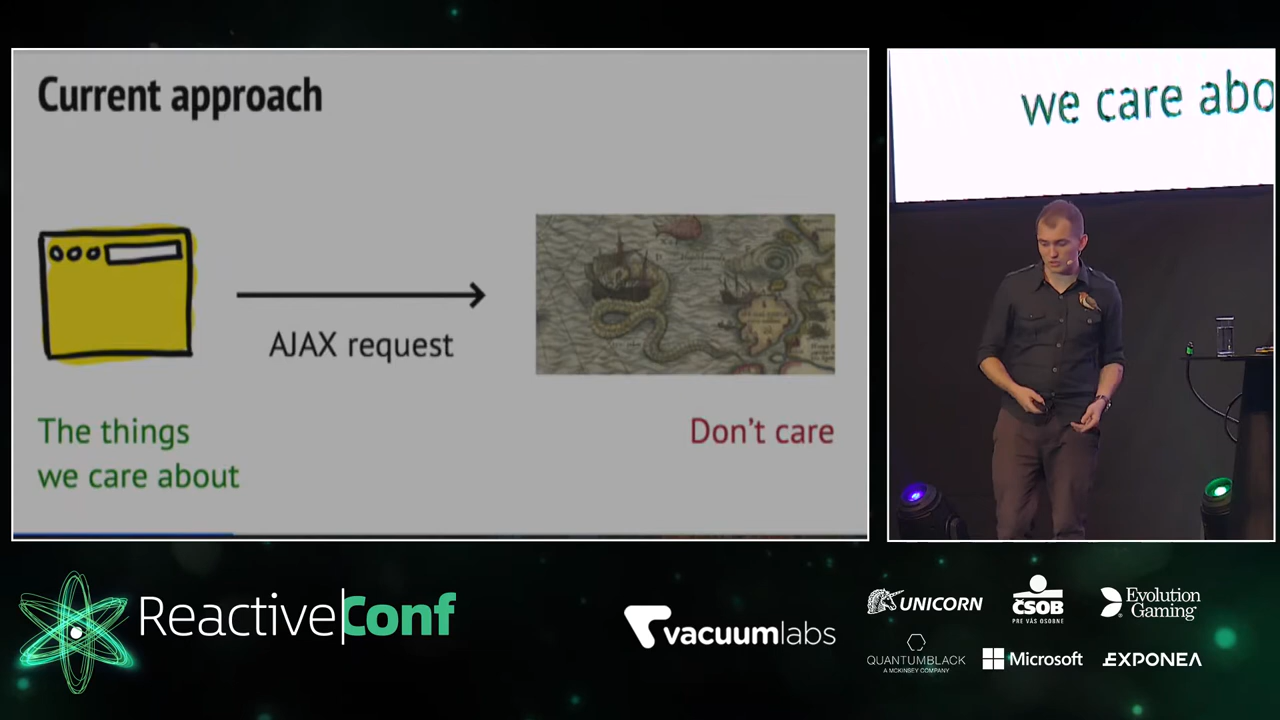 Current approach
AJAX request
The things
we care about
Don't care
we care abo
ReactiveConf
vacuumlabs
UNICORN
ČSOB
PRE VÁS OSOBNE
Evolution
Gaming
QUANTUMBLACK
A MCKINSEY COMPANY
Microsoft
EXPONEA